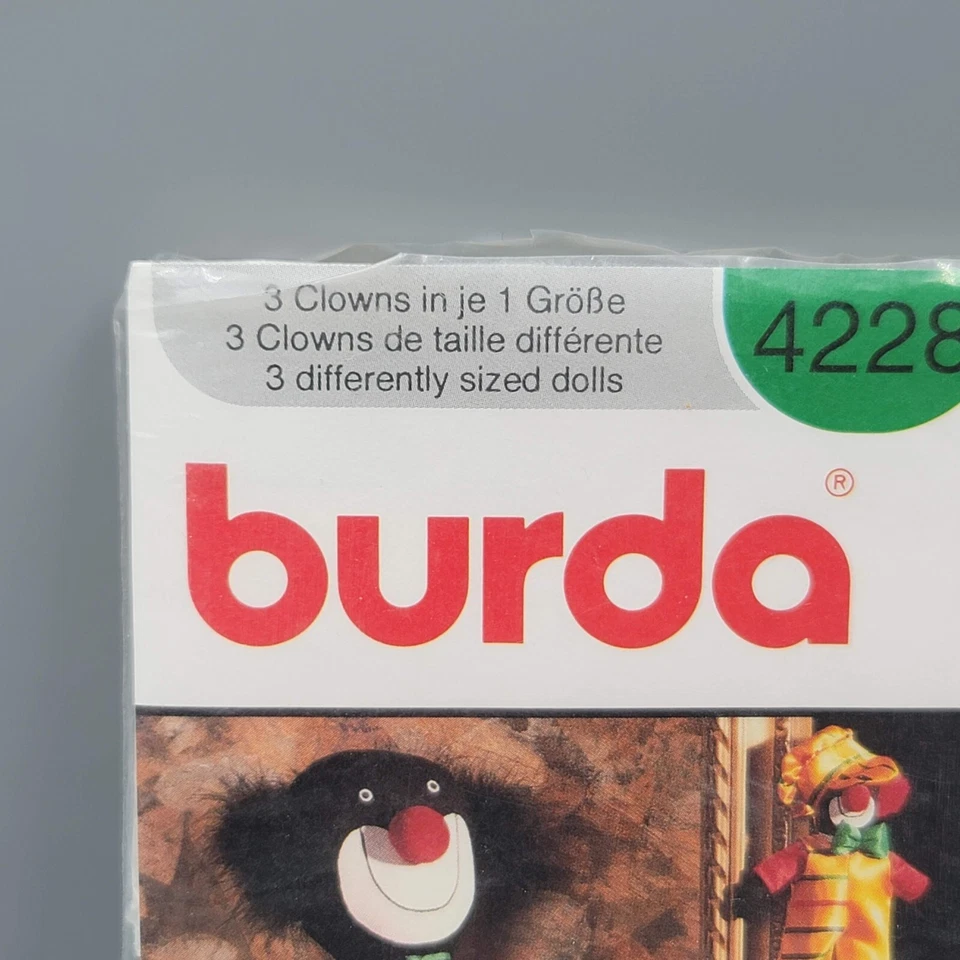 3 Clowns in je 1 Größe
3 Clowns de taille différente
3 differently sized dolls
4228
burda®